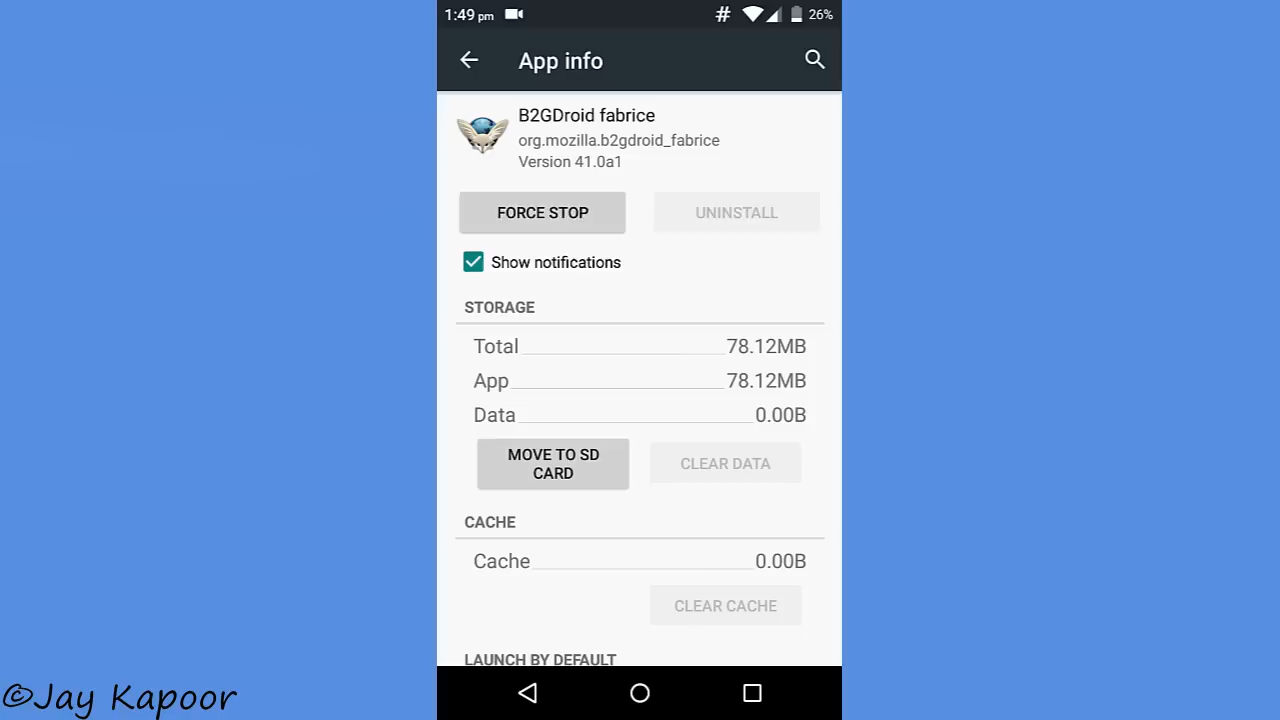 1:49 pm # 26%
App info
B2GDroid fabrice
org.mozilla.b2gdroid_fabrice
Version 41.0a1
FORCE STOP UNINSTALL
Show notifications
STORAGE
Total 78.12MB
App 78.12MB
Data 0.00B
MOVE TO SD
CARD
CLEAR DATA
CACHE
Cache 0.00B
CLEAR CACHE
LAUNCH BY DEFAULT
©Jay Kapoor